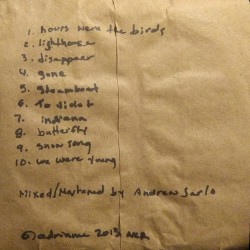 1. hours were the birds
2. lighthouse
3. disappear
4. gone
5. steamboat
6. To did
7. indiana
8. butterfly
9. snow song
10. we were young
Mixed/Mastered by Andrew Sarlo
adrianne 2013